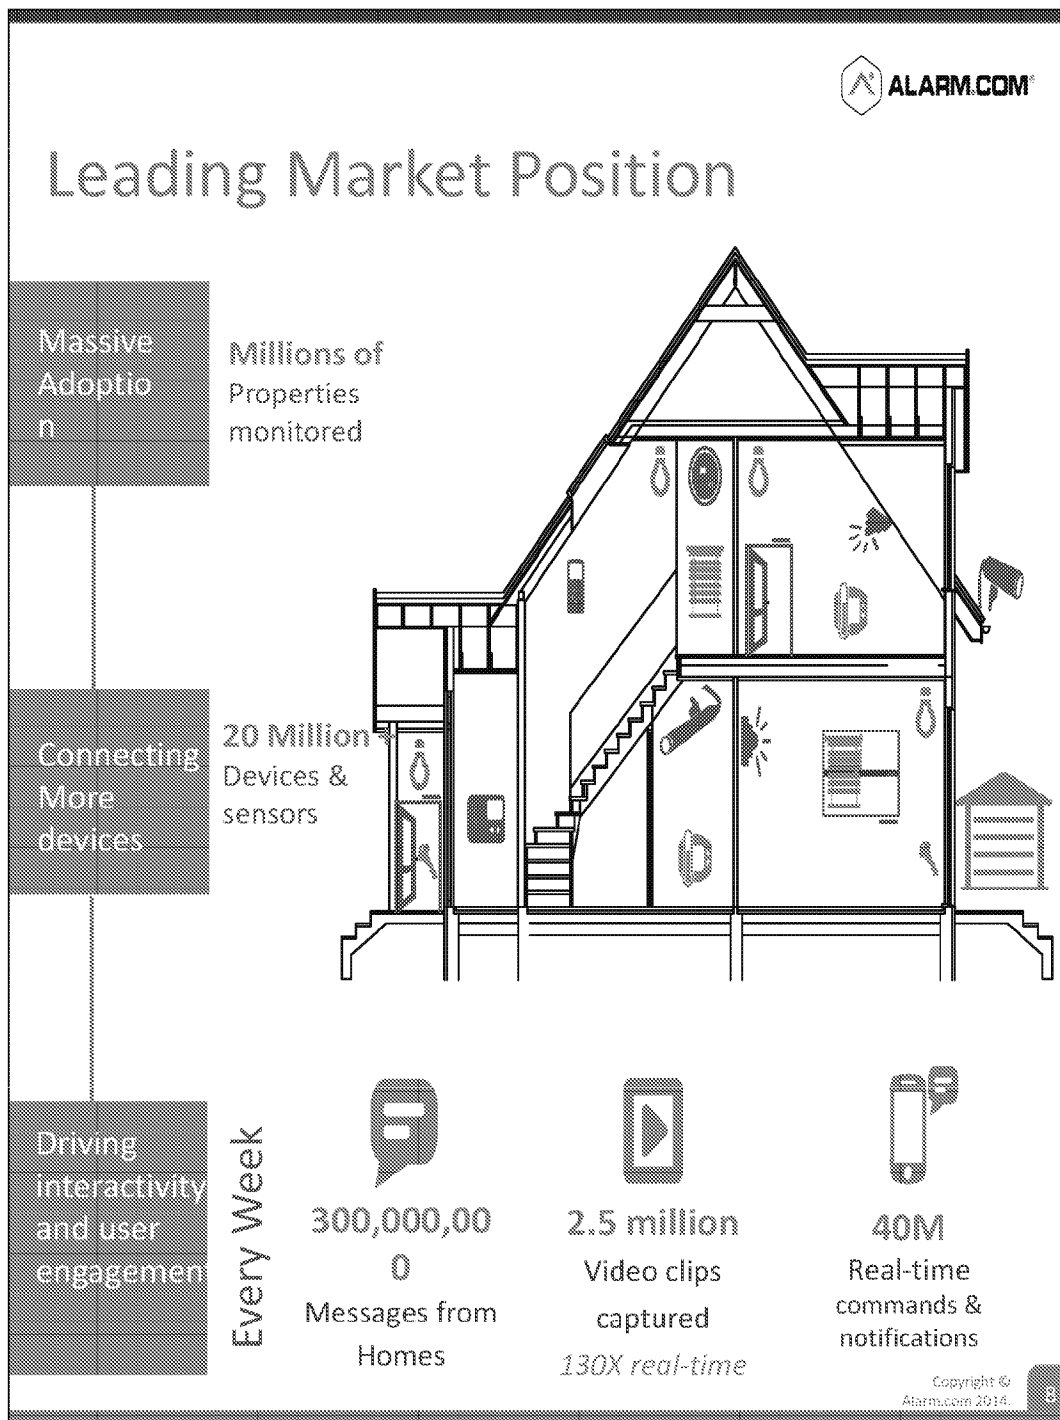 ALARM.COM®
Leading Market Position
Massive
Adoptio
n
Millions of
Properties
monitored
Connecting
More
devices
20 Million +
Devices &
sensors
Driving
interactivity
and user
engagemen
Every Week
300,000,00
0
Messages from
Homes
2.5 million
Video clips
captured
130X real-time
40M
Real-time
commands &
notifications
Copyright ©
Alarm.com 2014.